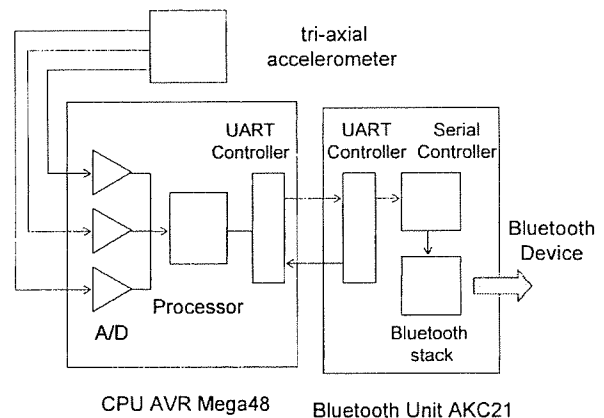 tri-axial
accelerometer
UART
Controller
UART
Controller
Serial
Controller
Bluetooth
Device
Processor
A/D
Bluetooth
stack
CPU AVR Mega48
Bluetooth Unit AKC21